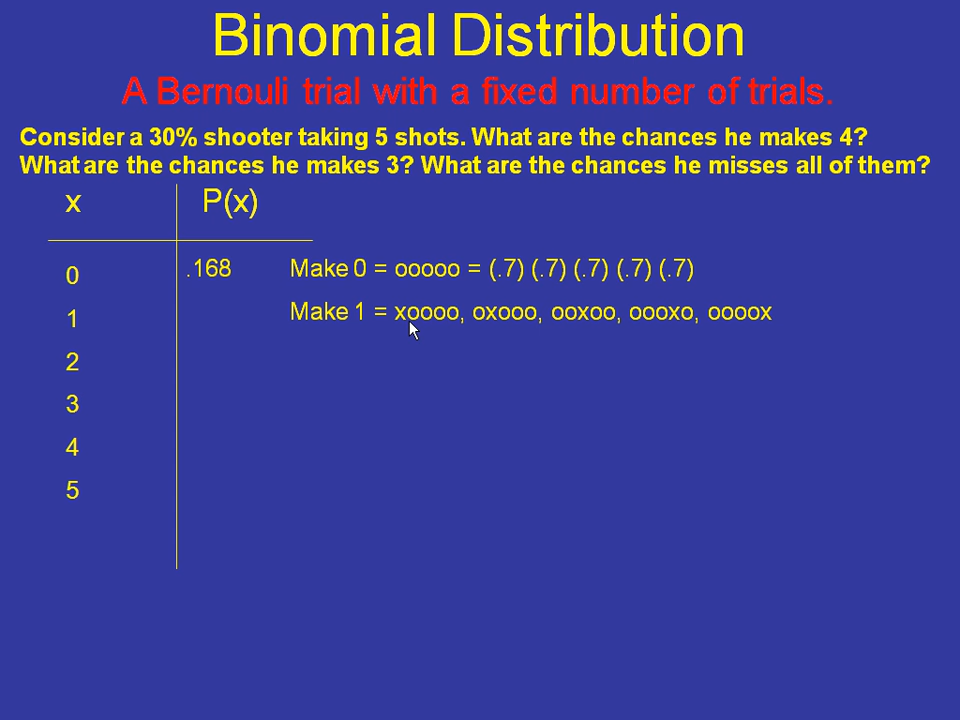 Binomial Distribution
A Bernouli trial with a fixed number of trials.
Consider a 30% shooter taking 5 shots. What are the chances he makes 4?
What are the chances he makes 3? What are the chances he misses all of them?
x P(x)
0 .168 Make 0 = ooooo = (.7) (.7) (.7) (.7) (.7)
1 Make 1 = xoooo, oxooo, ooxoo, oooxo, oooox
2
3
4
5